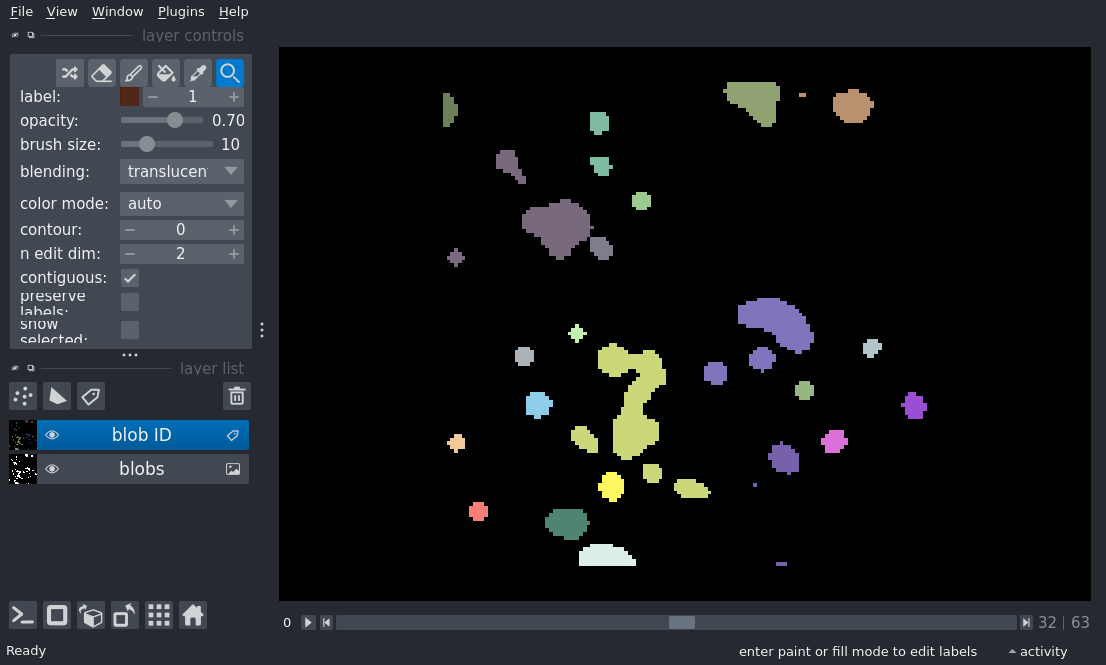 File View Window Plugins Help
layer controls
label: 1
opacity: 0.70
brush size: 10
blending: translucen
color mode: auto
contour: 0
n edit dim: 2
contiguous:
preserve
labels:
show
selected:
layer list
blob ID
blobs
0 32 | 63
Ready enter paint or fill mode to edit labels activity